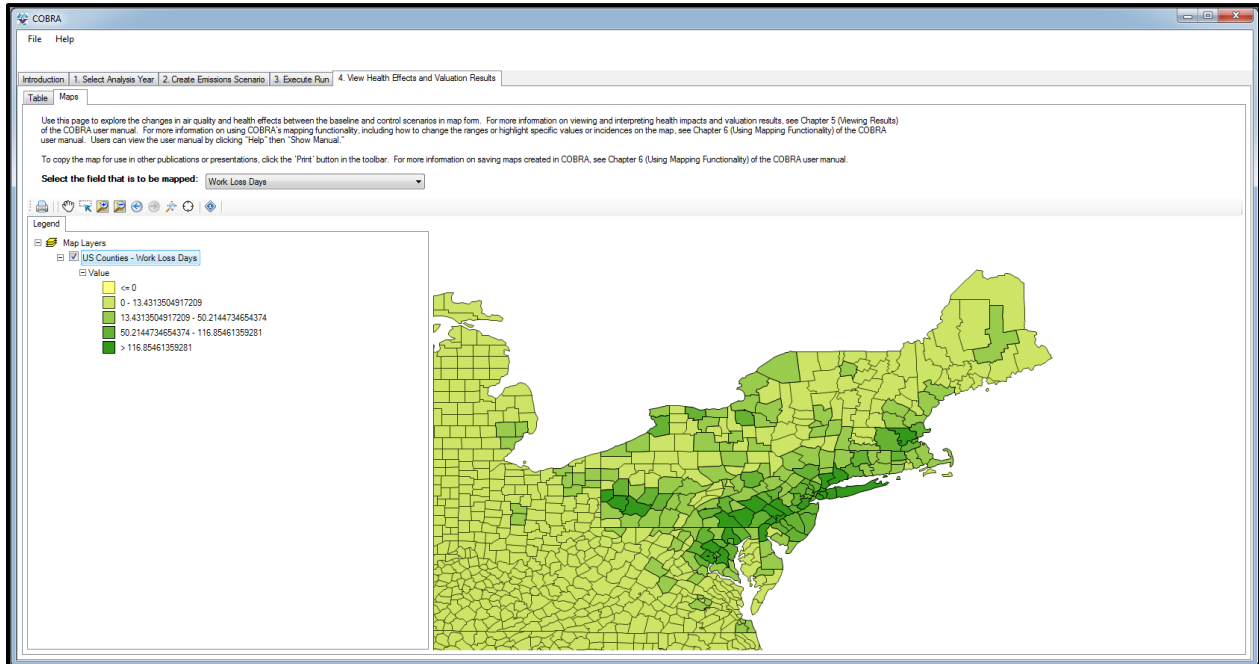 COBRA
File Help
Introduction 1. Select Analysis Year 2. Create Emissions Scenario 3. Execute Run 4. View Health Effects and Valuation Results
Table Maps
Use this page to explore the changes in air quality and health effects between the baseline and control scenarios in map form. For more information on viewing and interpreting health impacts and valuation results, see Chapter 5 (Viewing Results)
of the COBRA user manual. For more information on using COBRA's mapping functionality, including how to change the ranges or highlight specific values or incidences on the map, see Chapter 6 (Using Mapping Functionality) of the COBRA
user manual. Users can view the user manual by clicking "Help" then "Show Manual."
To copy the map for use in other publications or presentations, click the 'Print' button in the toolbar. For more information on saving maps created in COBRA, see Chapter 6 (Using Mapping Functionality) of the COBRA user manual.
Select the field that is to be mapped: Work Loss Days
Legend
Map Layers
US Counties - Work Loss Days
Value
<= 0
0 - 13.4313504917209
13.4313504917209 - 50.2144734654374
50.2144734654374 - 116.85461359281
> 116.85461359281